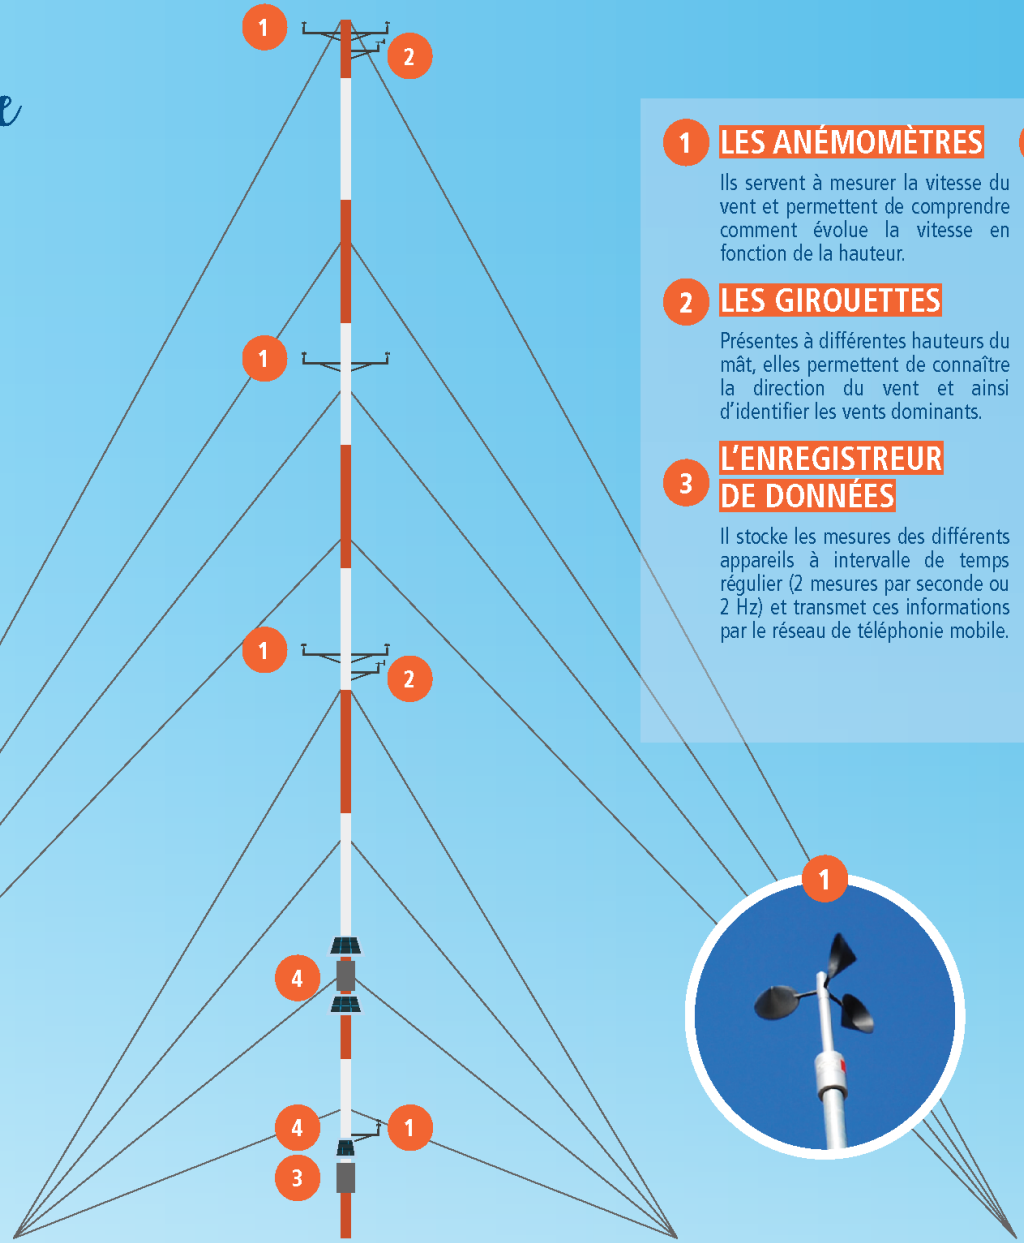 1
2
1
1
2
4
4
1
3
1 LES ANÉMOMÈTRES
Ils servent à mesurer la vitesse du
vent et permettent de comprendre
comment évolue la vitesse en
fonction de la hauteur.
2 LES GIROUETTES
Présentes à différentes hauteurs du
mât, elles permettent de connaître
la direction du vent et ainsi
d'identifier les vents dominants.
3 L'ENREGISTREUR
DE DONNÉES
Il stocke les mesures des différents
appareils à intervalle de temps
régulier (2 mesures par seconde ou
2 Hz) et transmet ces informations
par le réseau de téléphonie mobile.
1